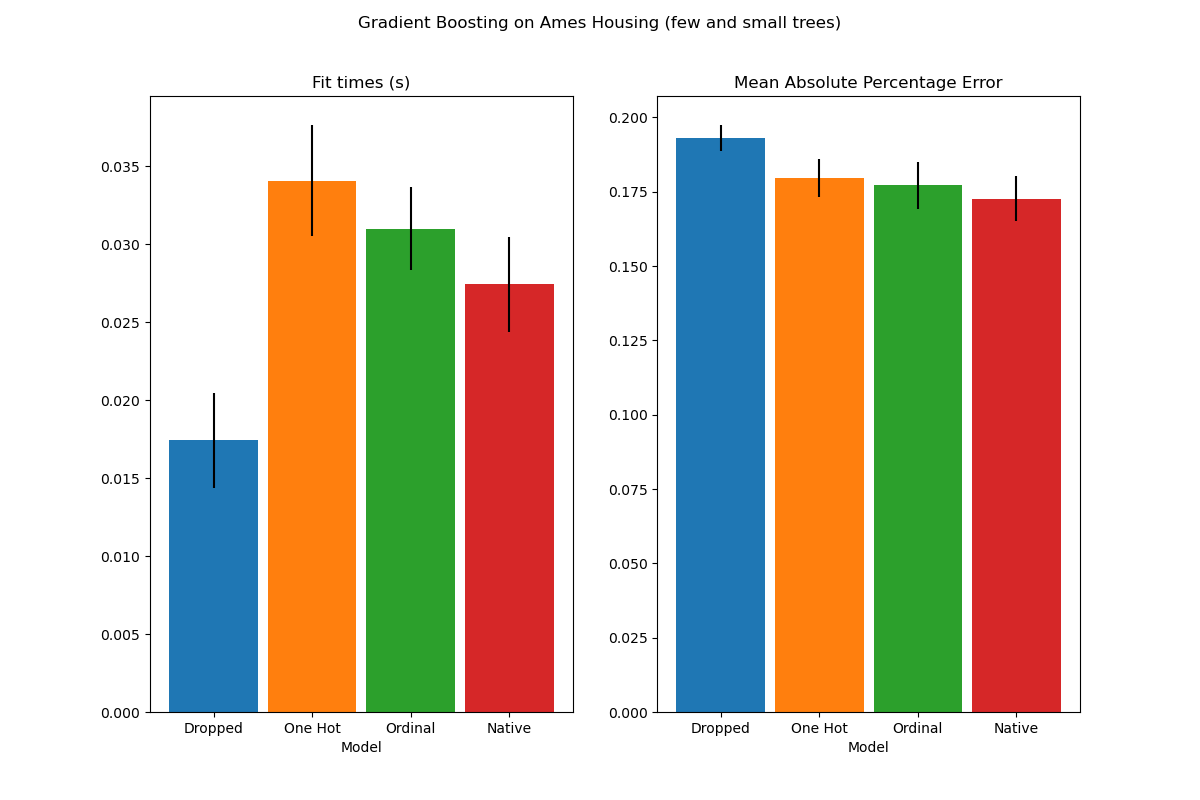 Gradient Boosting on Ames Housing (few and small trees)
Fit times (s)
0.035
0.030
0.025
0.020
0.015
0.010
0.005
0.000
Dropped One Hot Ordinal Native
Model
Mean Absolute Percentage Error
0.200
0.175
0.150
0.125
0.100
0.075
0.050
0.025
0.000
Dropped One Hot Ordinal Native
Model